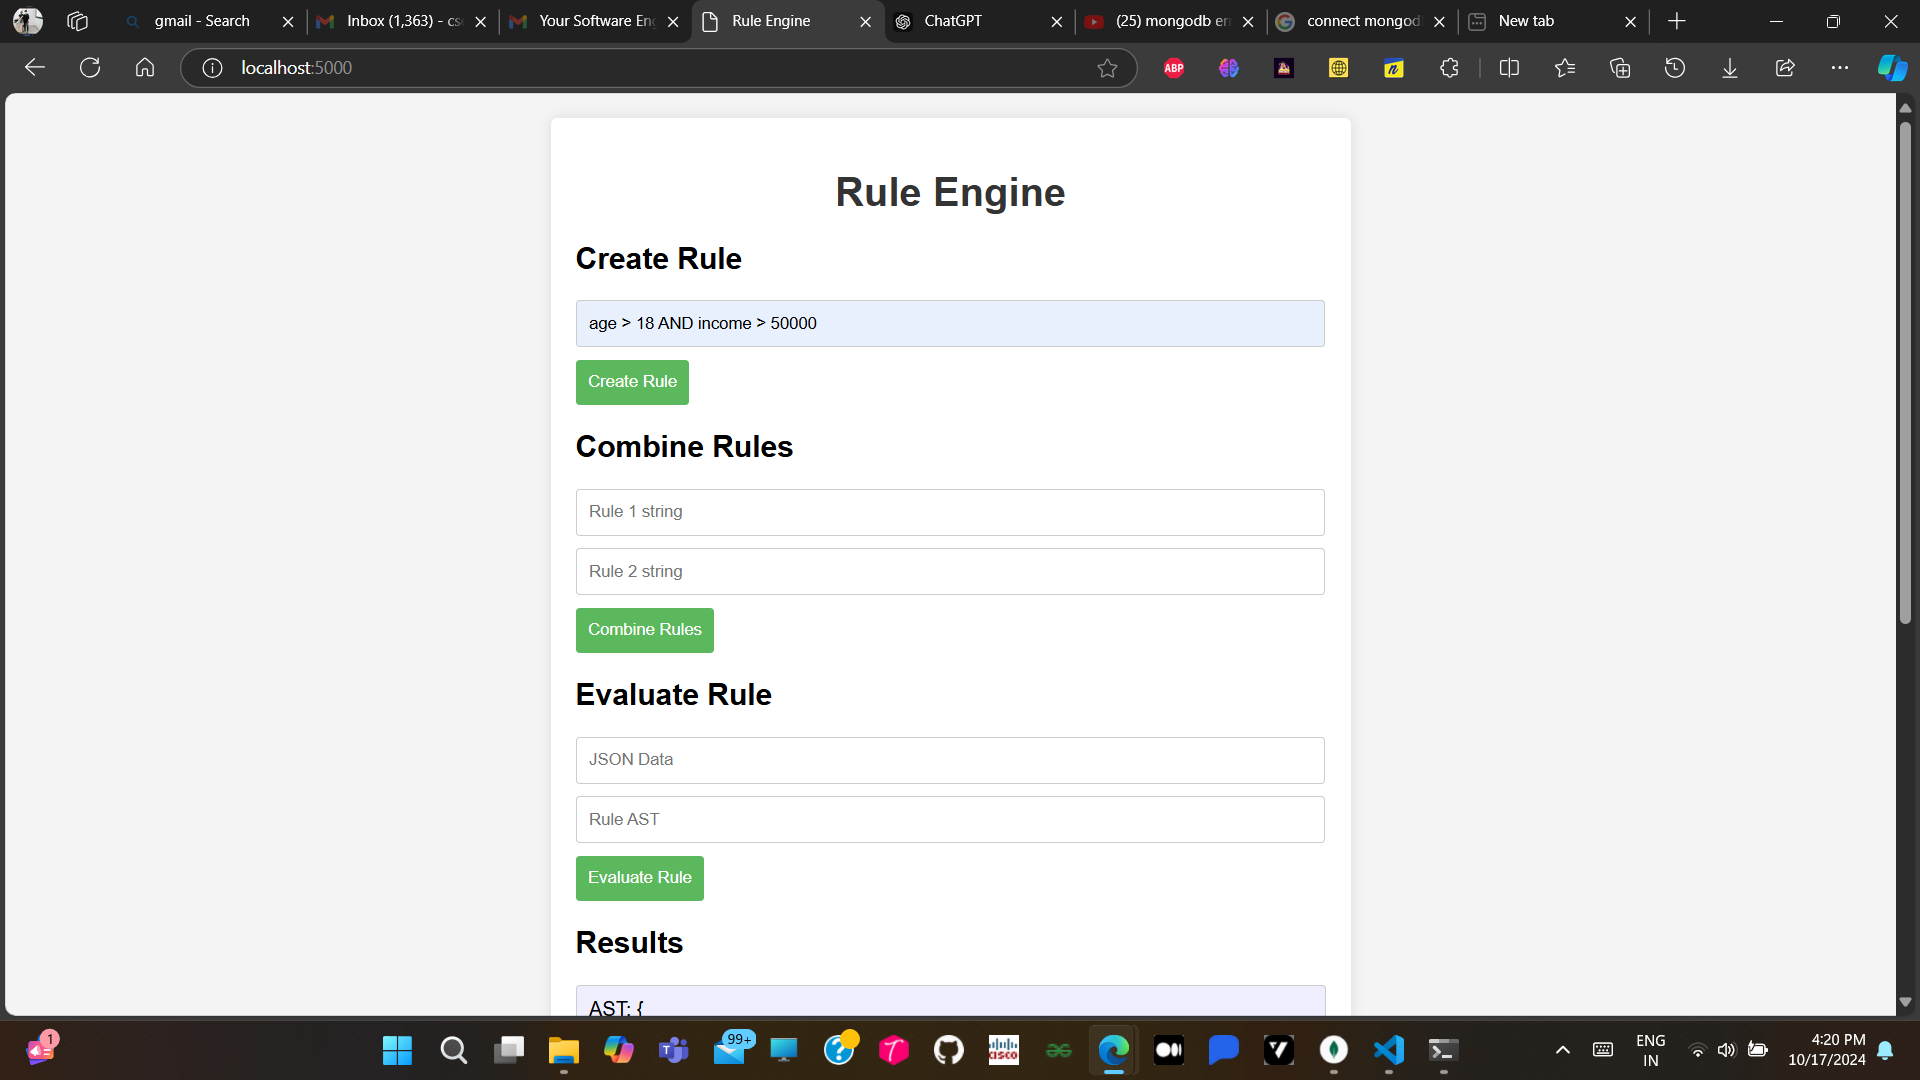 gmail - Search
Inbox (1,363) - cse
Your Software Eng
Rule Engine
ChatGPT
(25) mongodb err
connect mongod
New tab
localhost:5000
ABP
n
Rule Engine
Create Rule
age > 18 AND income > 50000
Create Rule
Combine Rules
Rule 1 string
Rule 2 string
Combine Rules
Evaluate Rule
JSON Data
Rule AST
Evaluate Rule
Results
AST: {
1
T
99+
?
CISCO
ENG
IN
4:20 PM
10/17/2024